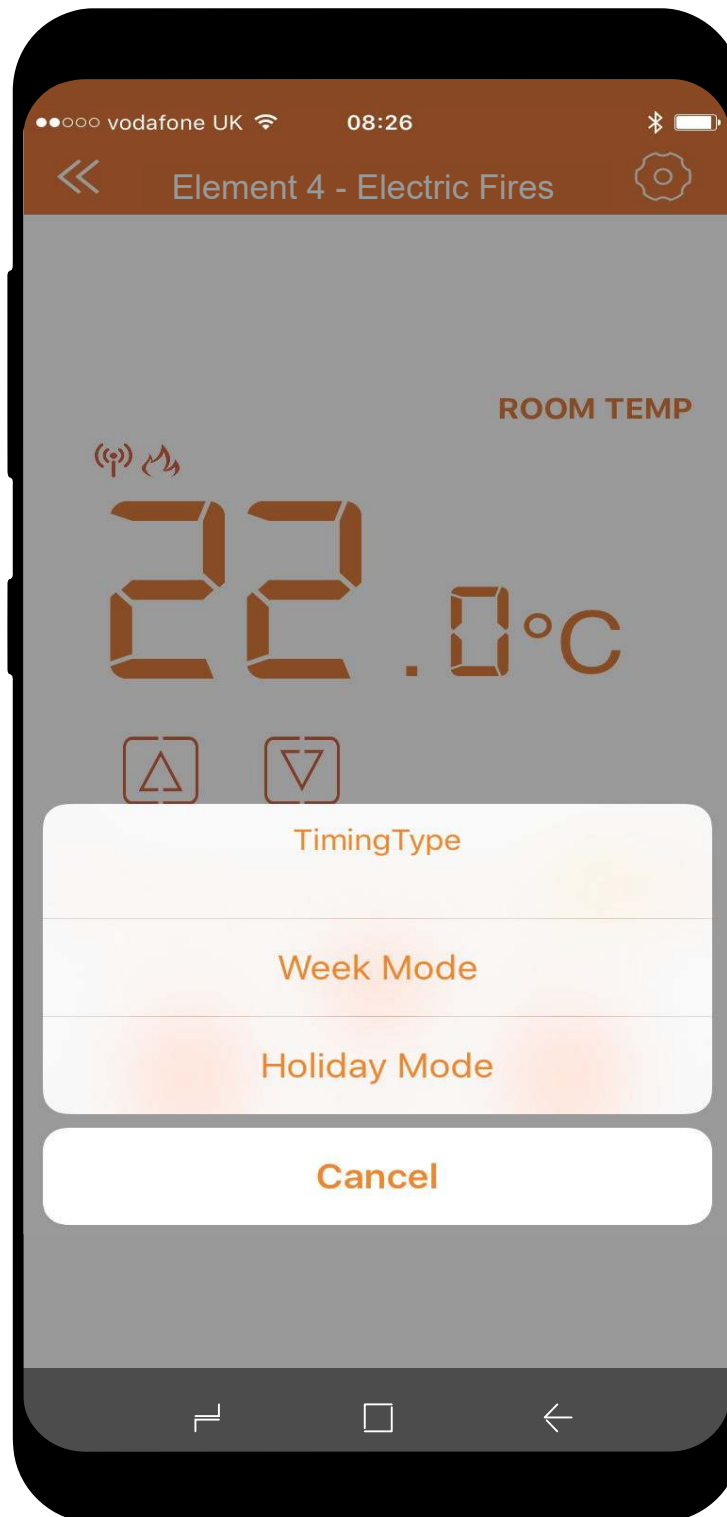 vodafone UK 08:26
Element 4 - Electric Fires
ROOM TEMP
22.0°C
TimingType
Week Mode
Holiday Mode
Cancel